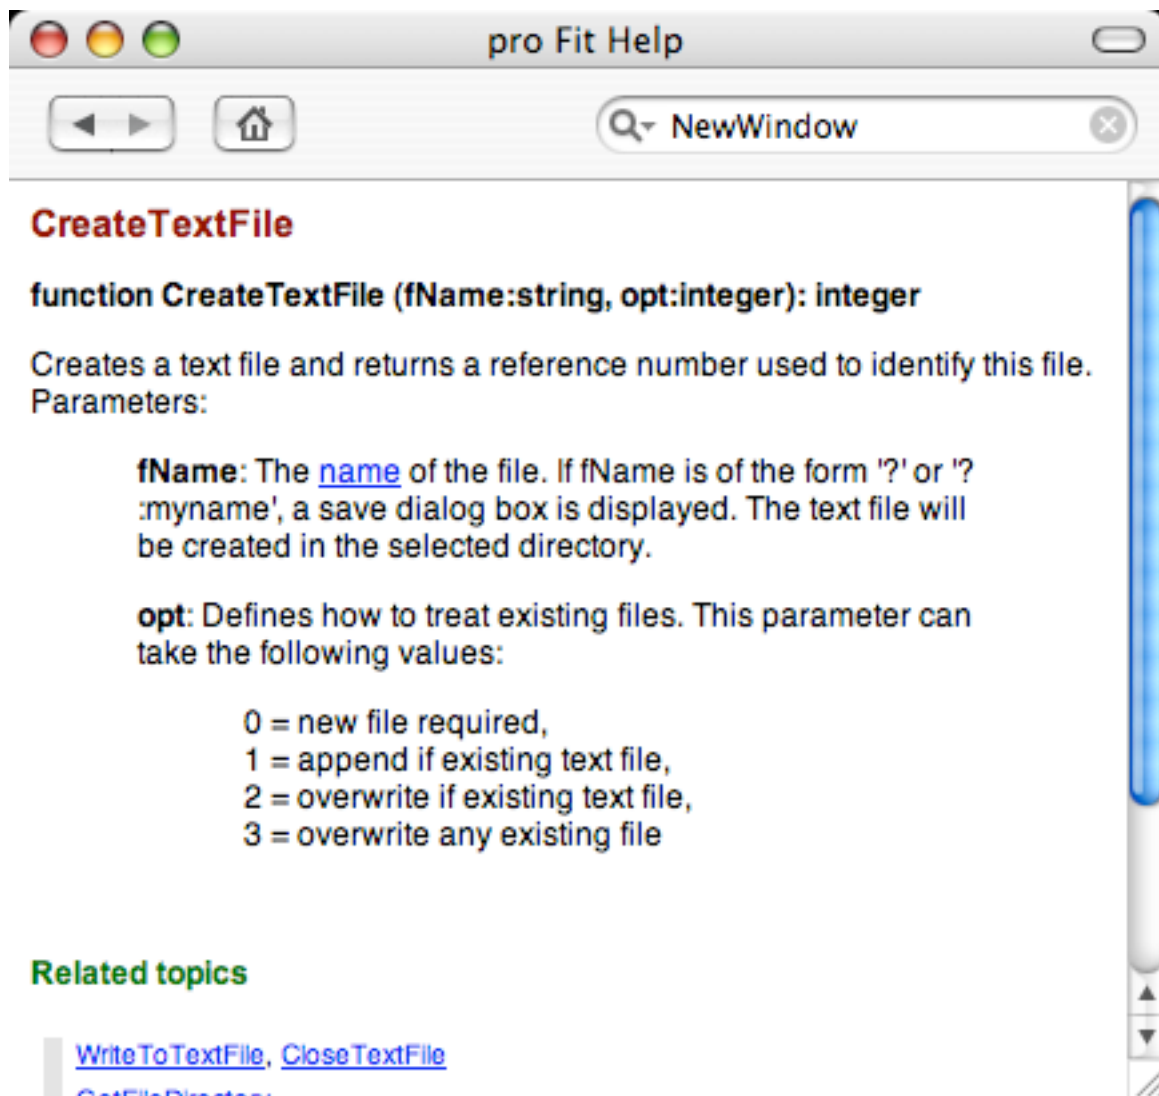 pro Fit Help
NewWindow
CreateTextFile
function CreateTextFile (fName:string, opt:integer): integer
Creates a text file and returns a reference number used to identify this file.
Parameters:
fName: The name of the file. If fName is of the form '?' or '?
:myname', a save dialog box is displayed. The text file will
be created in the selected directory.
opt: Defines how to treat existing files. This parameter can
take the following values:
0 = new file required,
1 = append if existing text file,
2 = overwrite if existing text file,
3 = overwrite any existing file
Related topics
WriteToTextFile, CloseTextFile
GetFileDirectory